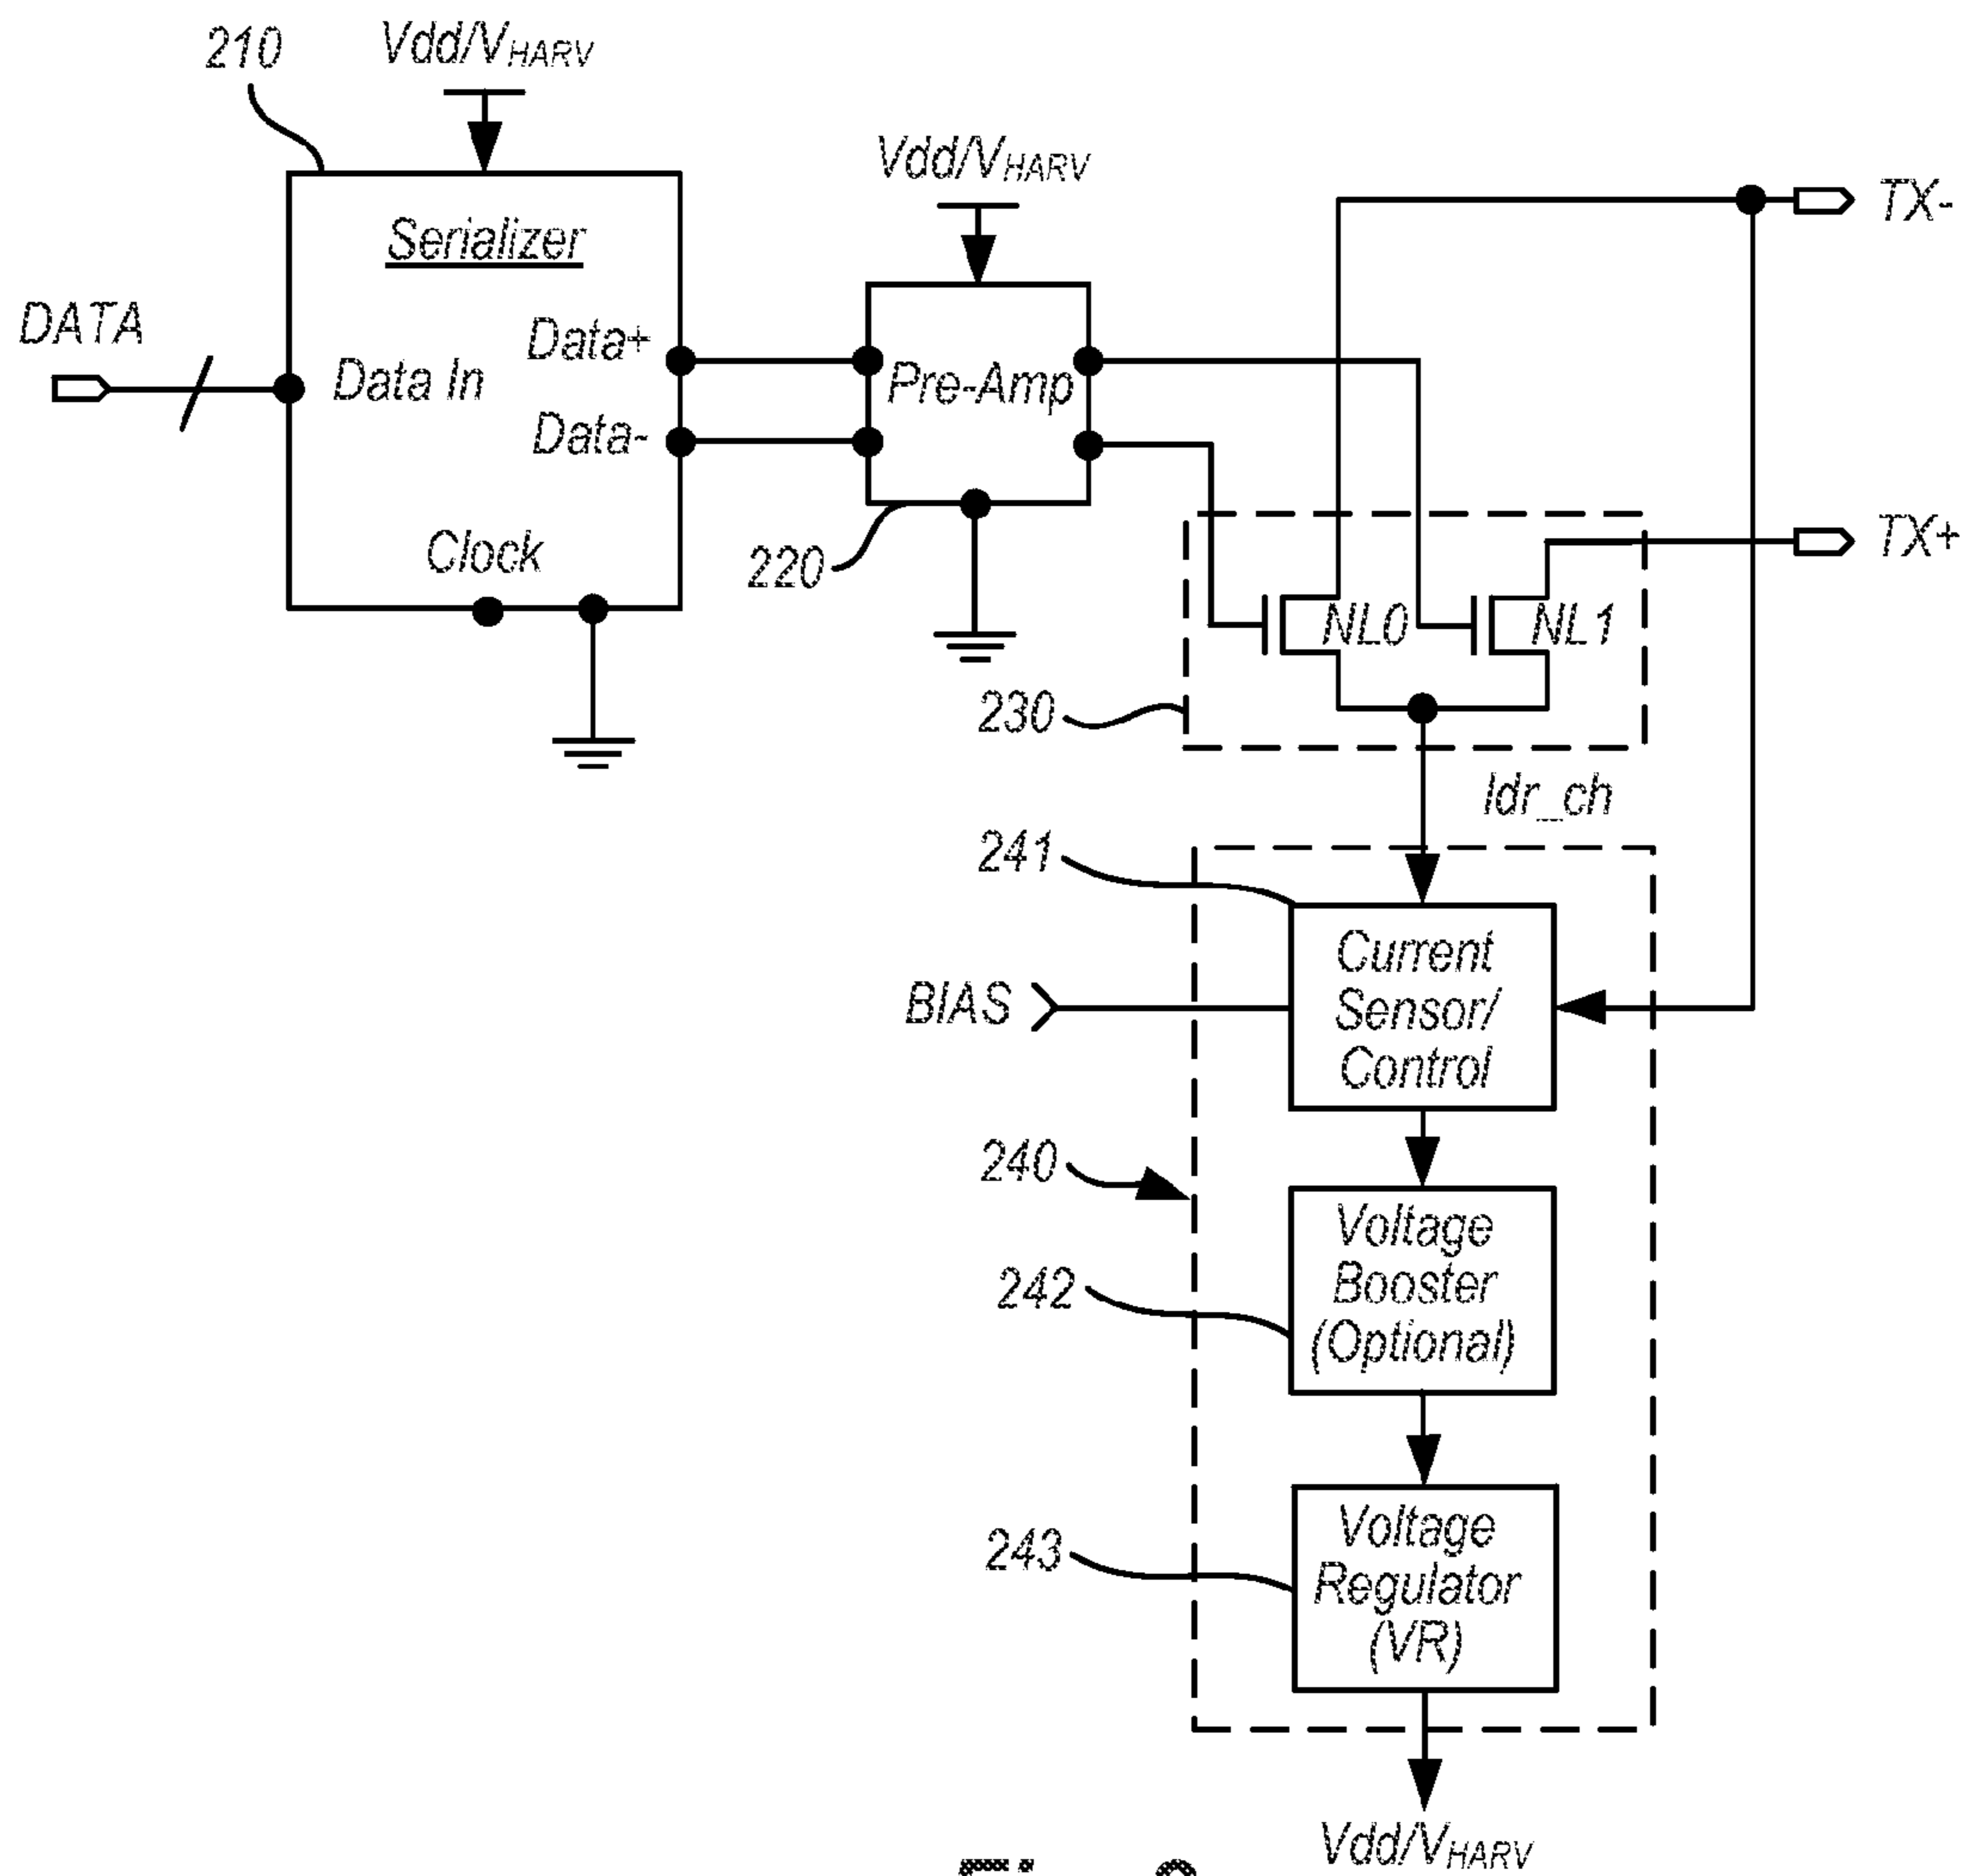 210
Vdd/VHARV
Vdd/VHARV
TX-
Serializer
DATA
Data In
Data+
Data-
Pre-Amp
Clock
220
TX+
NL0
NL1
230
Idr_ch
241
Current
Sensor/
Control
BIAS
240
Voltage
Booster
(Optional)
242
Voltage
Regulator
(VR)
243
Vdd/VHARV